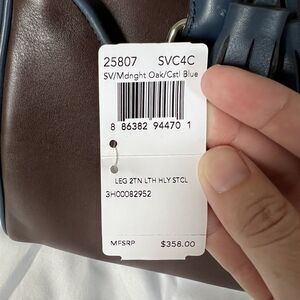 25807 SVC4C
SV/Mdnght Oak/Cstl Blue
8 86382 94470 1
LEG 2TN LTH HLY STCL
3H00082952
MFSRP $358.00